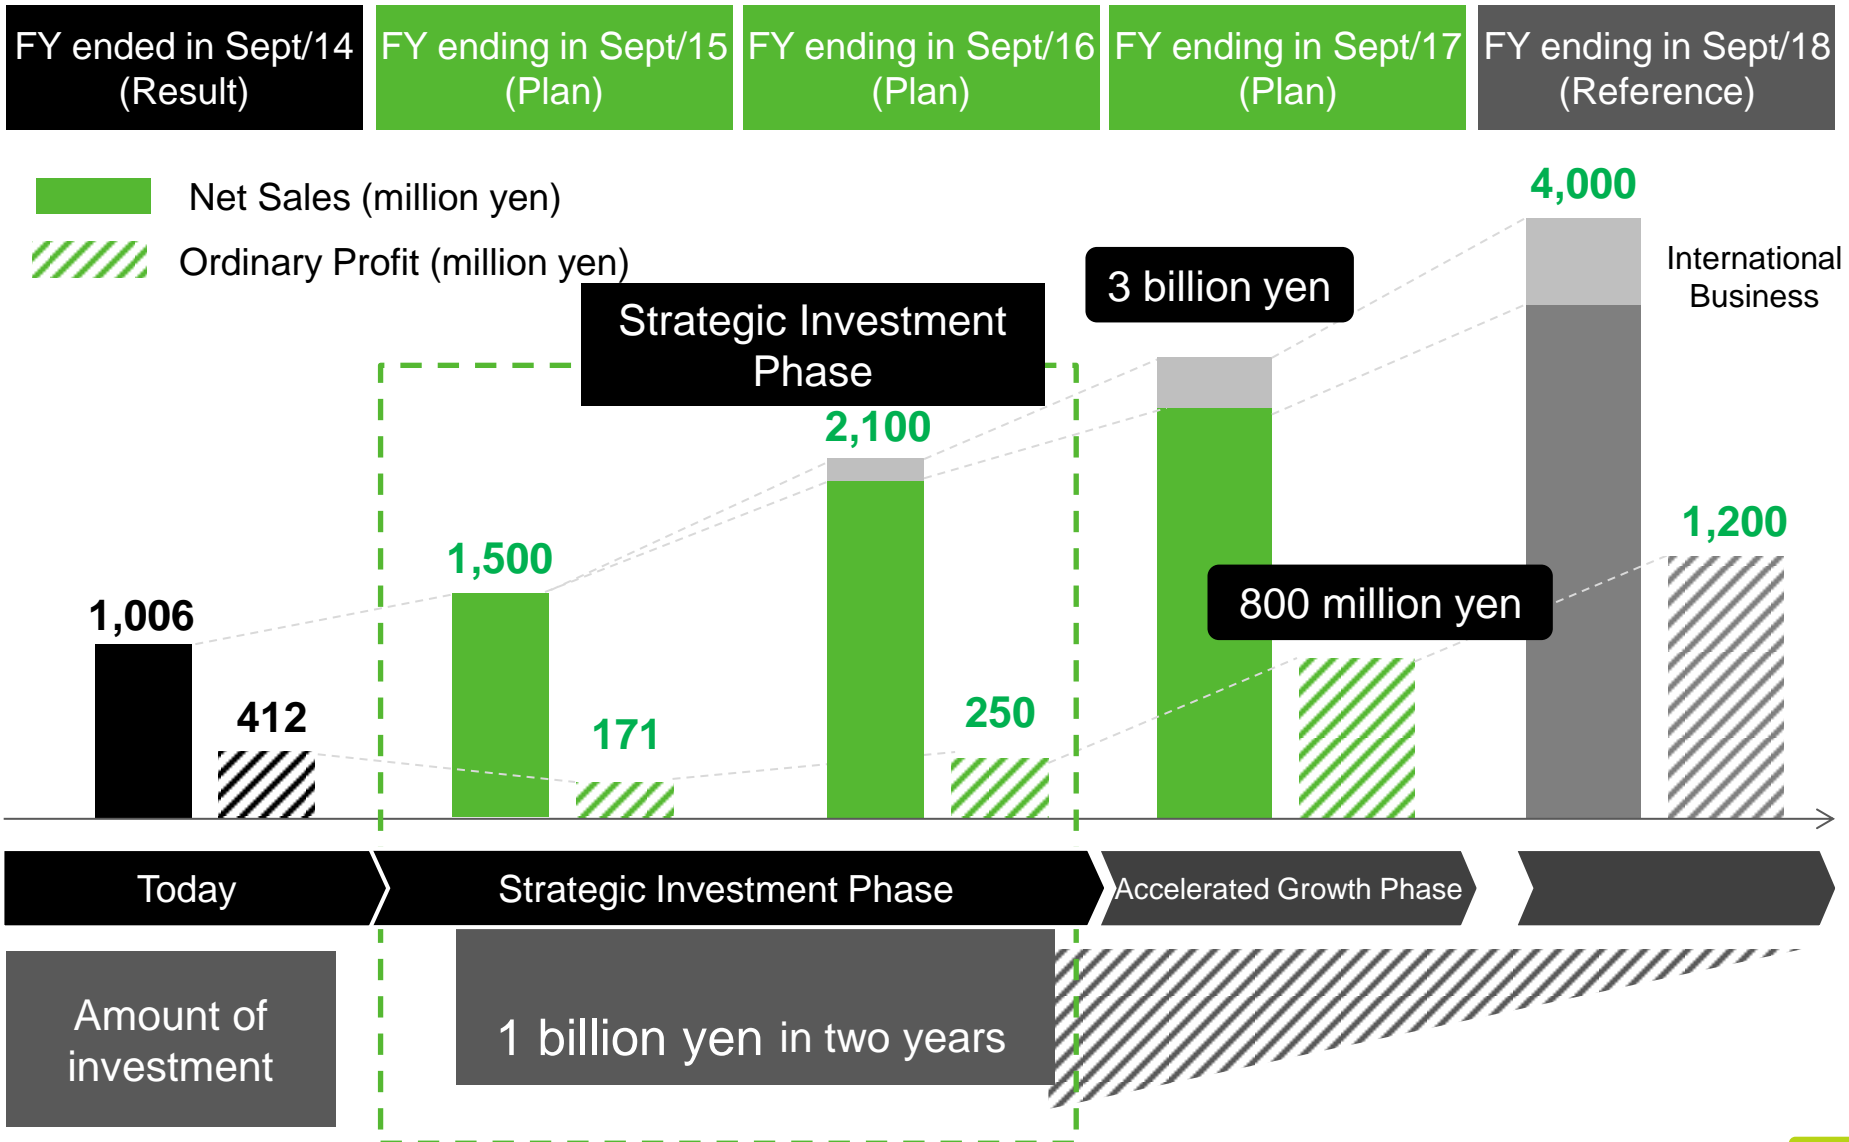 FY ended in Sept/14
(Result)
FY ending in Sept/15
(Plan)
FY ending in Sept/16
(Plan)
FY ending in Sept/17
(Plan)
FY ending in Sept/18
(Reference)
Net Sales (million yen)
Ordinary Profit (million yen)
Strategic Investment
Phase
3 billion yen
4,000
International
Business
2,100
1,500
1,200
1,006
800 million yen
412
171
250
Today
Strategic Investment Phase
Accelerated Growth Phase
Amount of
investment
1 billion yen in two years